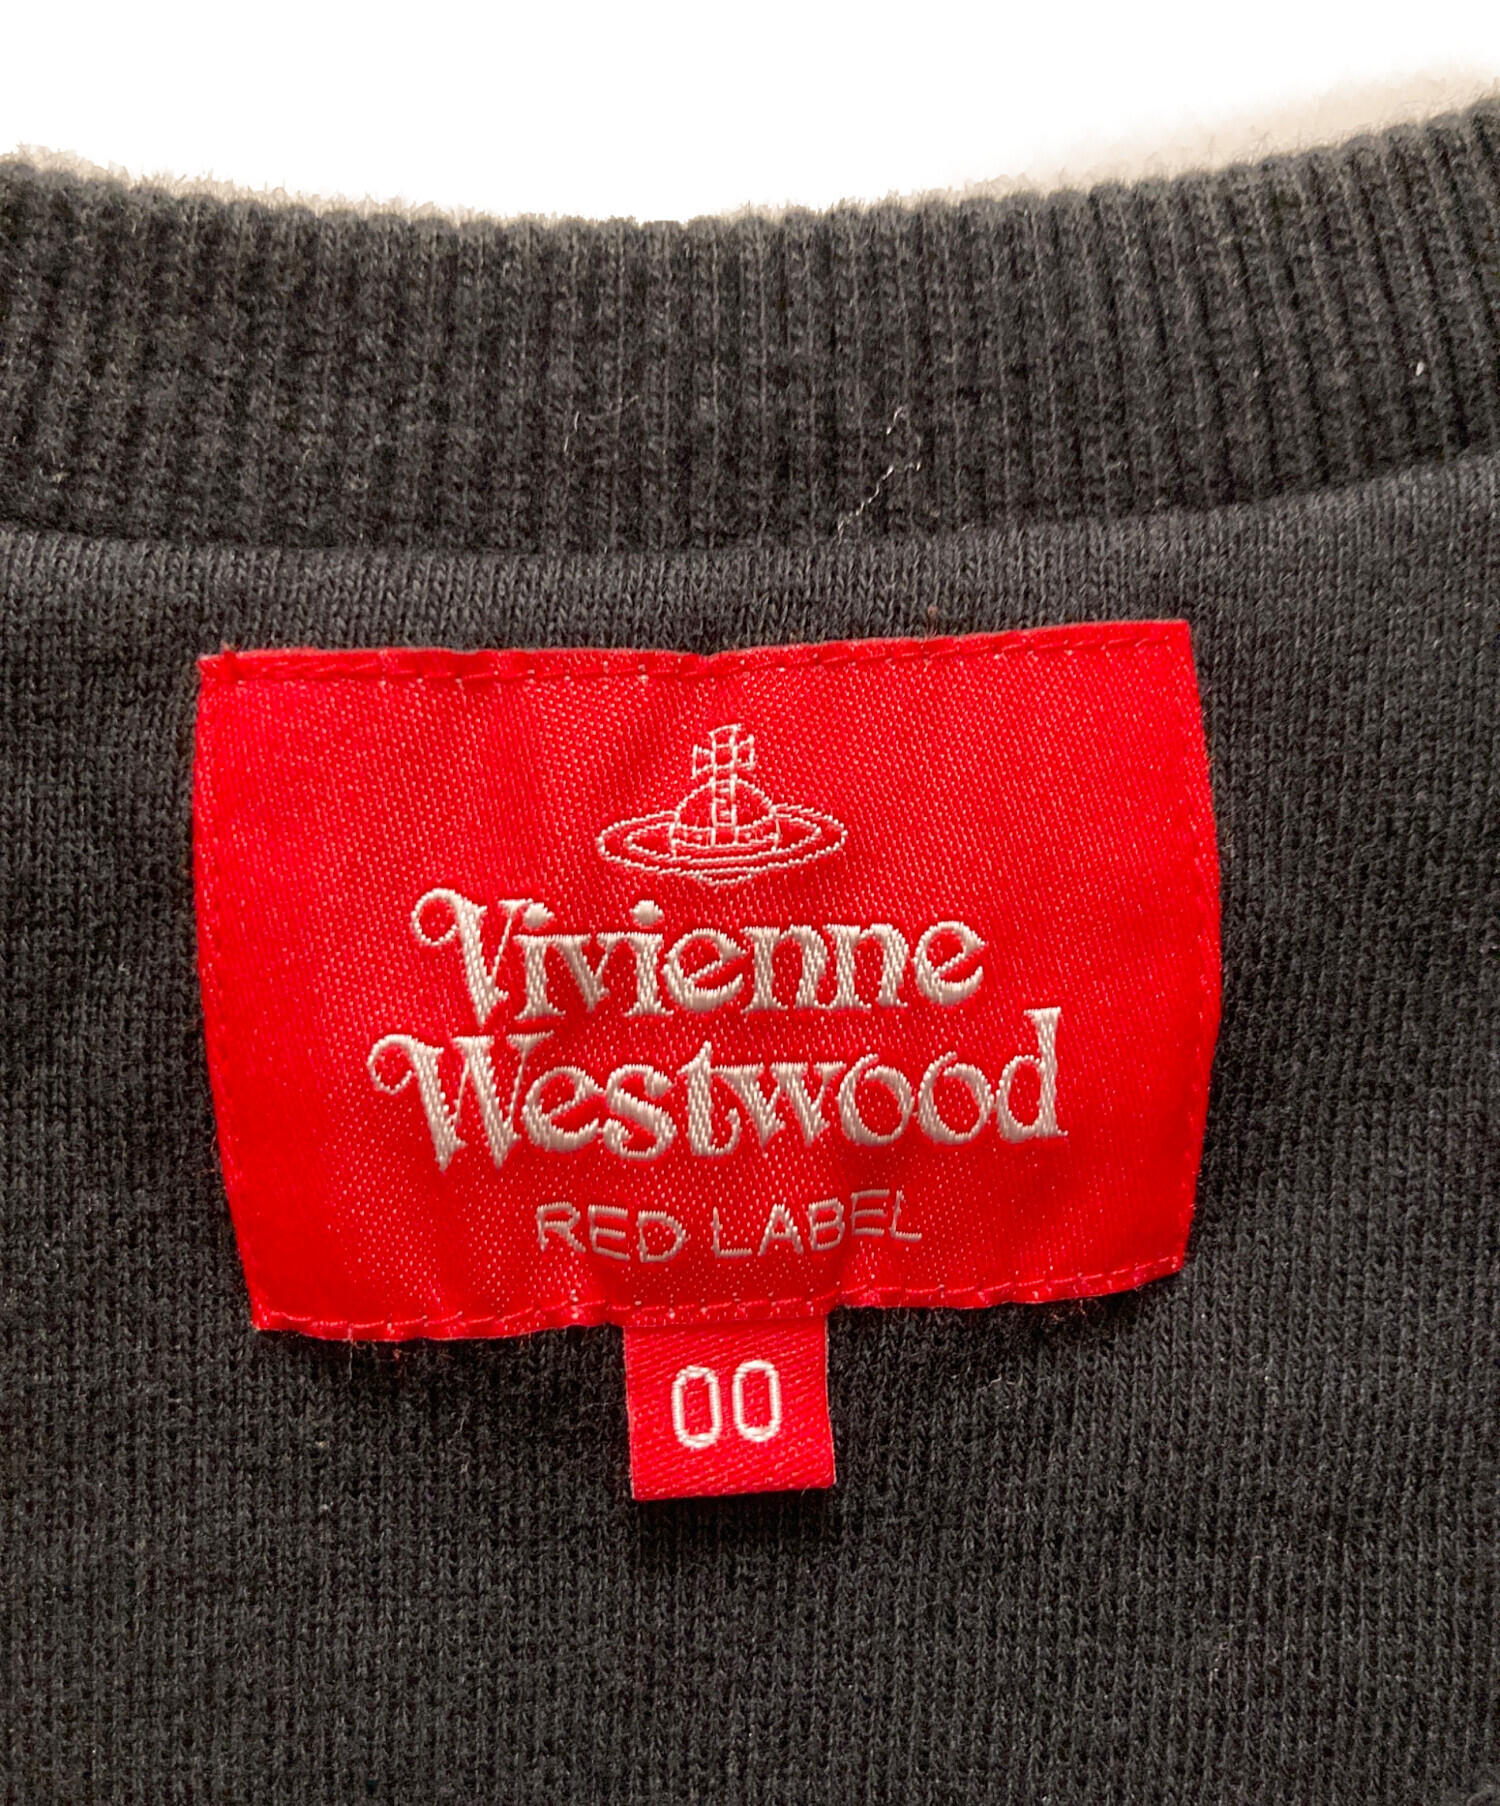 Vivienne
Westwood
RED LABEL
00